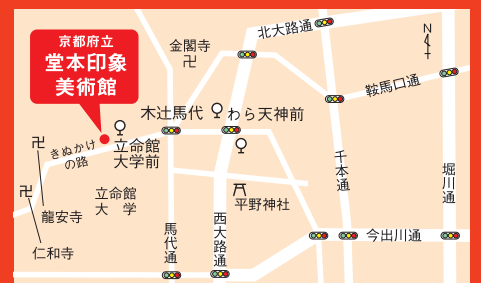 京都府立
堂本印象
美術館
金閣寺
卍
北大路通
N
鞍馬口通
木辻馬代
わら天神前
立命館
大学前
きぬかけ
の路
卍
卍
立命館
大学
龍安寺
仁和寺
平野神社
千本通
堀川通
馬代通
西大路通
今出川通